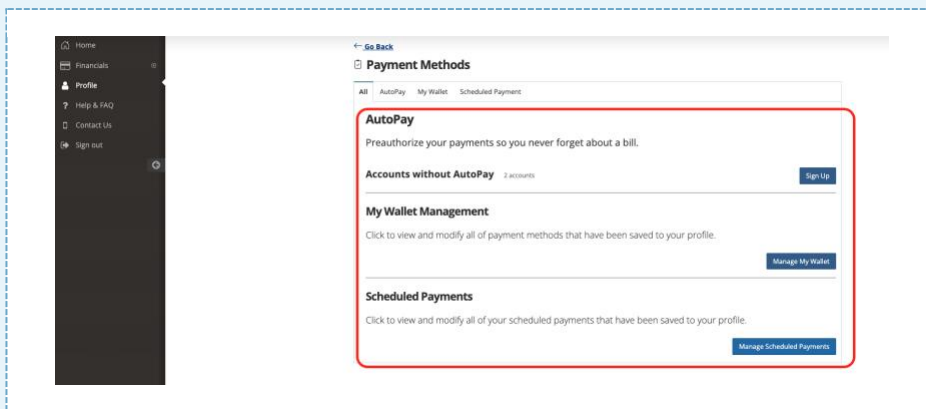 Home
Financials
Profile
Help & FAQ
Contact Us
Sign out
Go Back
Payment Methods
All AutoPay My Wallet Scheduled Payment
AutoPay
Preauthorize your payments so you never forget about a bill.
Accounts without AutoPay 2 accounts Sign Up
My Wallet Management
Click to view and modify all of payment methods that have been saved to your profile.
Manage My Wallet
Scheduled Payments
Click to view and modify all of your scheduled payments that have been saved to your profile.
Manage Scheduled Payments